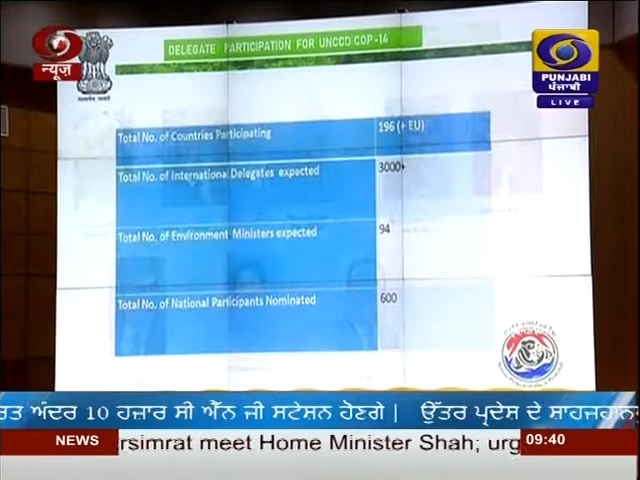 न्यूज़
DELEGATE PARTICIPATION FOR UNCCD COP-14
PUNJABI
ਪੰਜਾਬੀ
LIVE
Total No. of Countries Participating 196 (+ EU)
Total No. of International Delegates expected 3000+
Total No. of Environment Ministers expected 94
Total No. of National Participants Nominated 600
ਅੰਦਰ 10 ਹਜ਼ਾਰ ਸੀ ਐੱਨ ਜੀ ਸਟੇਸ਼ਨ ਹੋਣਗੇ | ਉੱਤਰ ਪ੍ਰਦੇਸ਼ ਦੇ
NEWS
rsimrat meet Home Minister Shah; urg
09:40